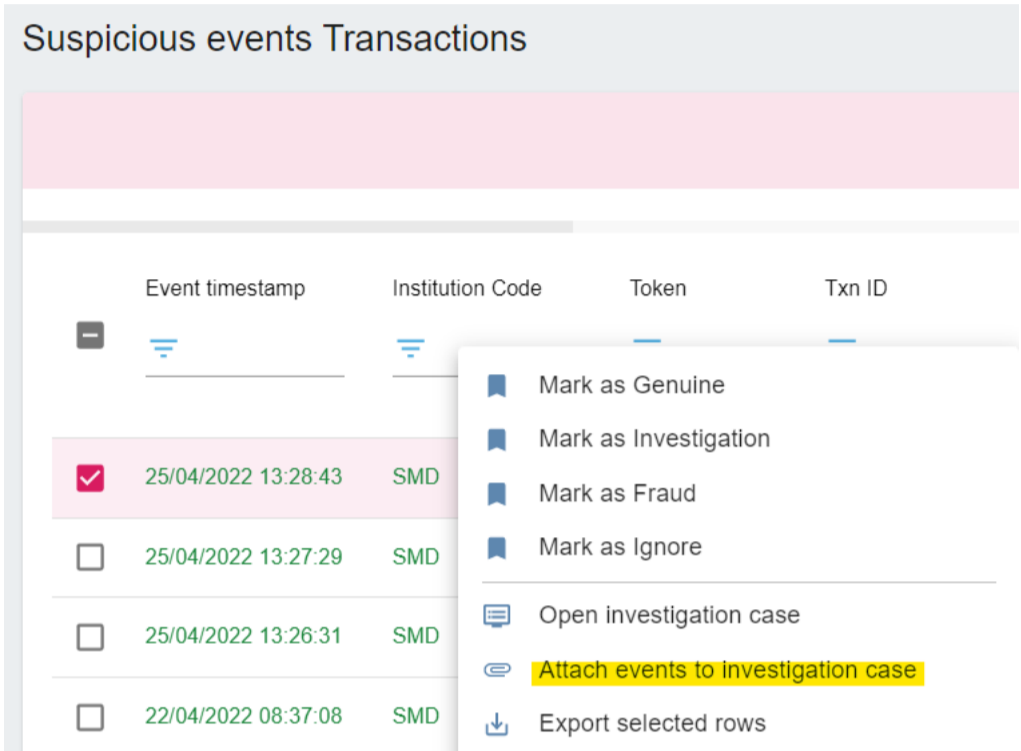 Suspicious events Transactions
Event timestamp Institution Code Token Txn ID
Mark as Genuine
Mark as Investigation
25/04/2022 13:28:43 SMD
Mark as Fraud
Mark as Ignore
25/04/2022 13:27:29 SMD
Open investigation case
25/04/2022 13:26:31 SMD
Attach events to investigation case
22/04/2022 08:37:08 SMD
Export selected rows